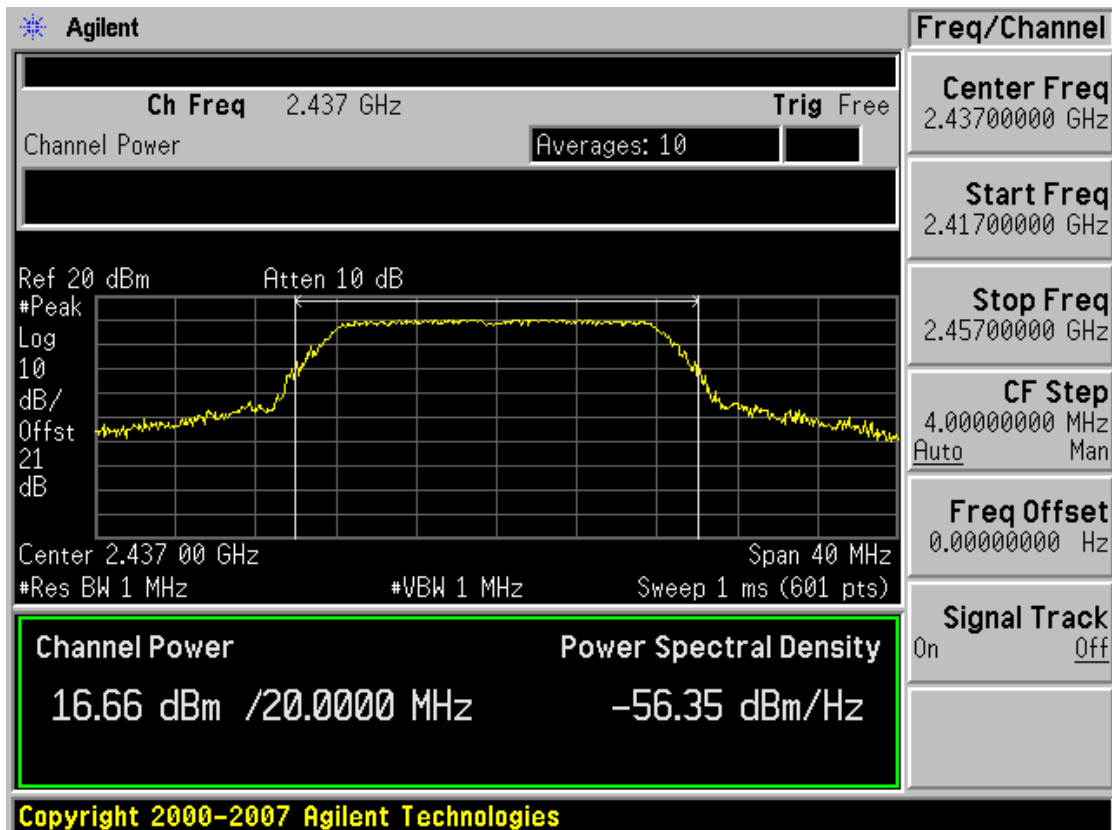 Agilent
Freq/Channel
Ch Freq 2.437 GHz Trig Free
Channel Power Averages: 10
Ref 20 dBm Atten 10 dB
#Peak
Log
10
dB/
Offst
21
dB
Center 2.437 00 GHz Span 40 MHz
#Res BW 1 MHz #VBW 1 MHz Sweep 1 ms (601 pts)
Channel Power Power Spectral Density
16.66 dBm /20.0000 MHz -56.35 dBm/Hz
Center Freq
2.43700000 GHz
Start Freq
2.41700000 GHz
Stop Freq
2.45700000 GHz
CF Step
4.00000000 MHz
Auto Man
Freq Offset
0.00000000 Hz
Signal Track
On Off
Copyright 2000-2007 Agilent Technologies